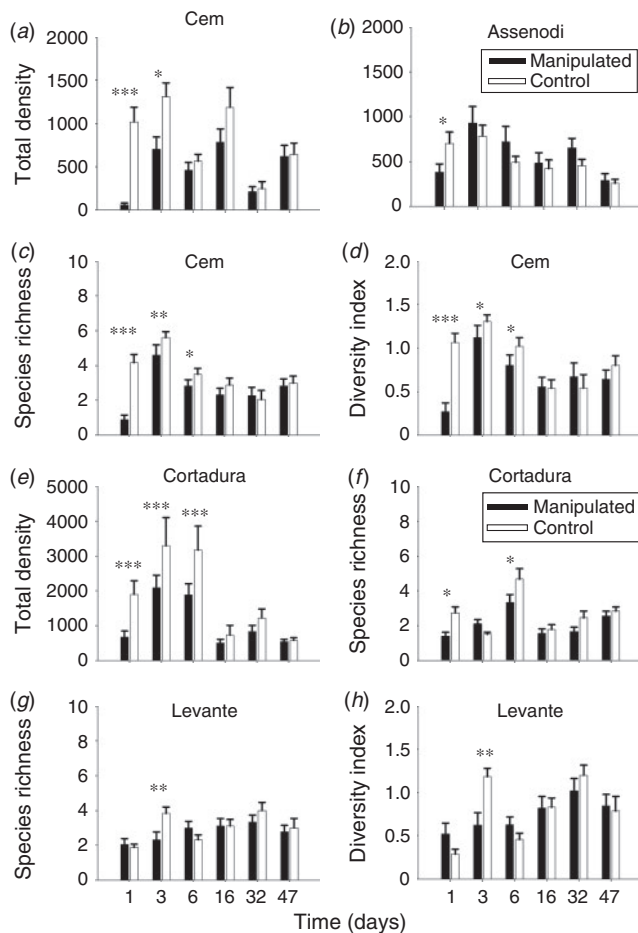 (a)
Cem
Total density
2000
1500
1000
500
0
***
*
(b)
Assenodi
Manipulated
Control
2000
1500
1000
500
0
*
(c)
Cem
Species richness
10
8
6
4
2
0
***
**
*
(d)
Cem
Diversity index
2.0
1.5
1.0
0.5
0
***
*
*
(e)
Cortadura
Total density
5000
4000
3000
2000
1000
0
***
***
***
(f)
Cortadura
Manipulated
Control
Species richness
10
8
6
4
2
0
*
*
(g)
Levante
Species richness
10
8
6
4
2
0
**
1 3 6 16 32 47
(h)
Levante
Diversity index
2.0
1.5
1.0
0.5
0
**
1 3 6 16 32 47
Time (days)